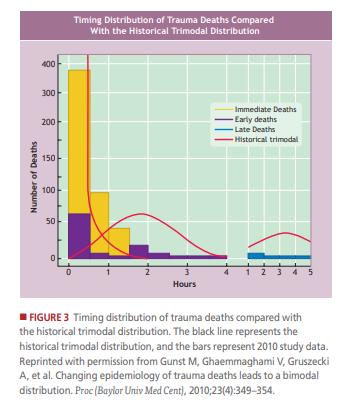 Timing Distribution of Trauma Deaths Compared
With the Historical Trimodal Distribution
400
300
200
150
100
50
0
Number of Deaths
Immediate Deaths
Early deaths
Late Deaths
Historical trimodal
0 1 2 3 4 1 2 3 4 5
Hours
■ FIGURE 3 Timing distribution of trauma deaths compared with
the historical trimodal distribution. The black line represents the
historical trimodal distribution, and the bars represent 2010 study data.
Reprinted with permission from Gunst M, Ghaemmaghami V, Gruszecki
A, et al. Changing epidemiology of trauma deaths leads to a bimodal
distribution. Proc (Baylor Univ Med Cent), 2010;23(4):349–354.